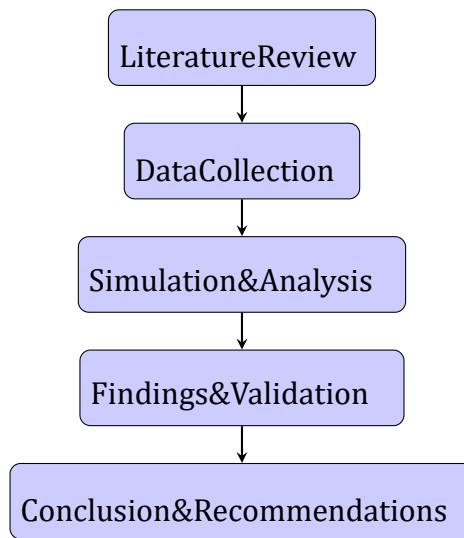 LiteratureReview
DataCollection
Simulation&Analysis
Findings&Validation
Conclusion&Recommendations